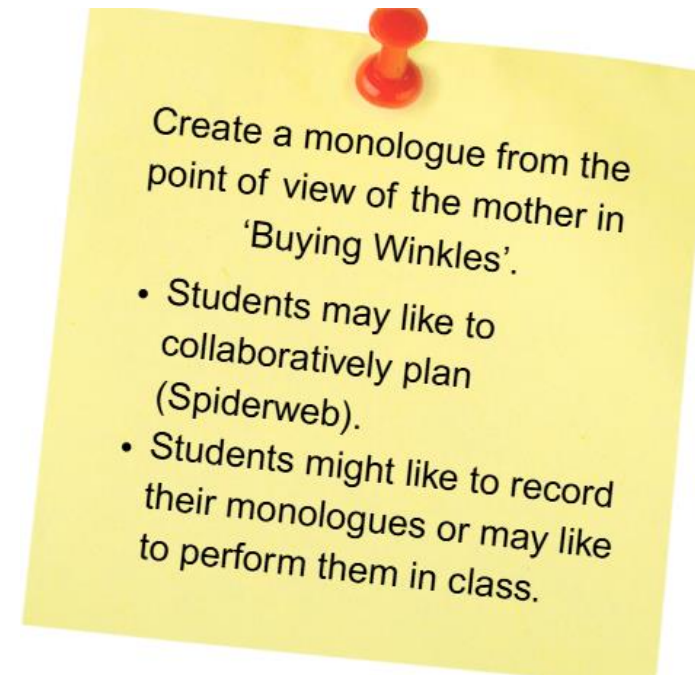 Create a monologue from the
point of view of the mother in
‘Buying Winkles’.
• Students may like to
collaboratively plan
(Spiderweb).
• Students might like to record
their monologues or may like
to perform them in class.